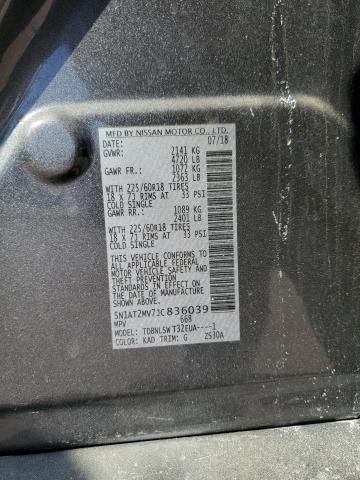 MFD BY NISSAN MOTOR CO., LTD.
DATE: 07/18
GVWR: 2141 KG
4720 LB
GAWR FR.: 1072 KG
2363 LB
WITH 225/60R18 TIRES
18 X 7J RIMS AT 33 PSI
COLD SINGLE
GAWR RR.: 1089 KG
2401 LB
WITH 225/60R18 TIRES
18 X 7J RIMS AT 33 PSI
COLD SINGLE
THIS VEHICLE CONFORMS
TO ALL APPLICABLE FEDERAL
MOTOR VEHICLE SAFETY
STANDARDS IN EFFECT
ON THE DATE OF
MANUFACTURE SHOWN
ABOVE.
5N1AT2MV7JC836039
MPV 668
MODEL: TDBNLSW T32EUA----1
COLOR: KAD TRIM: G ZS30A